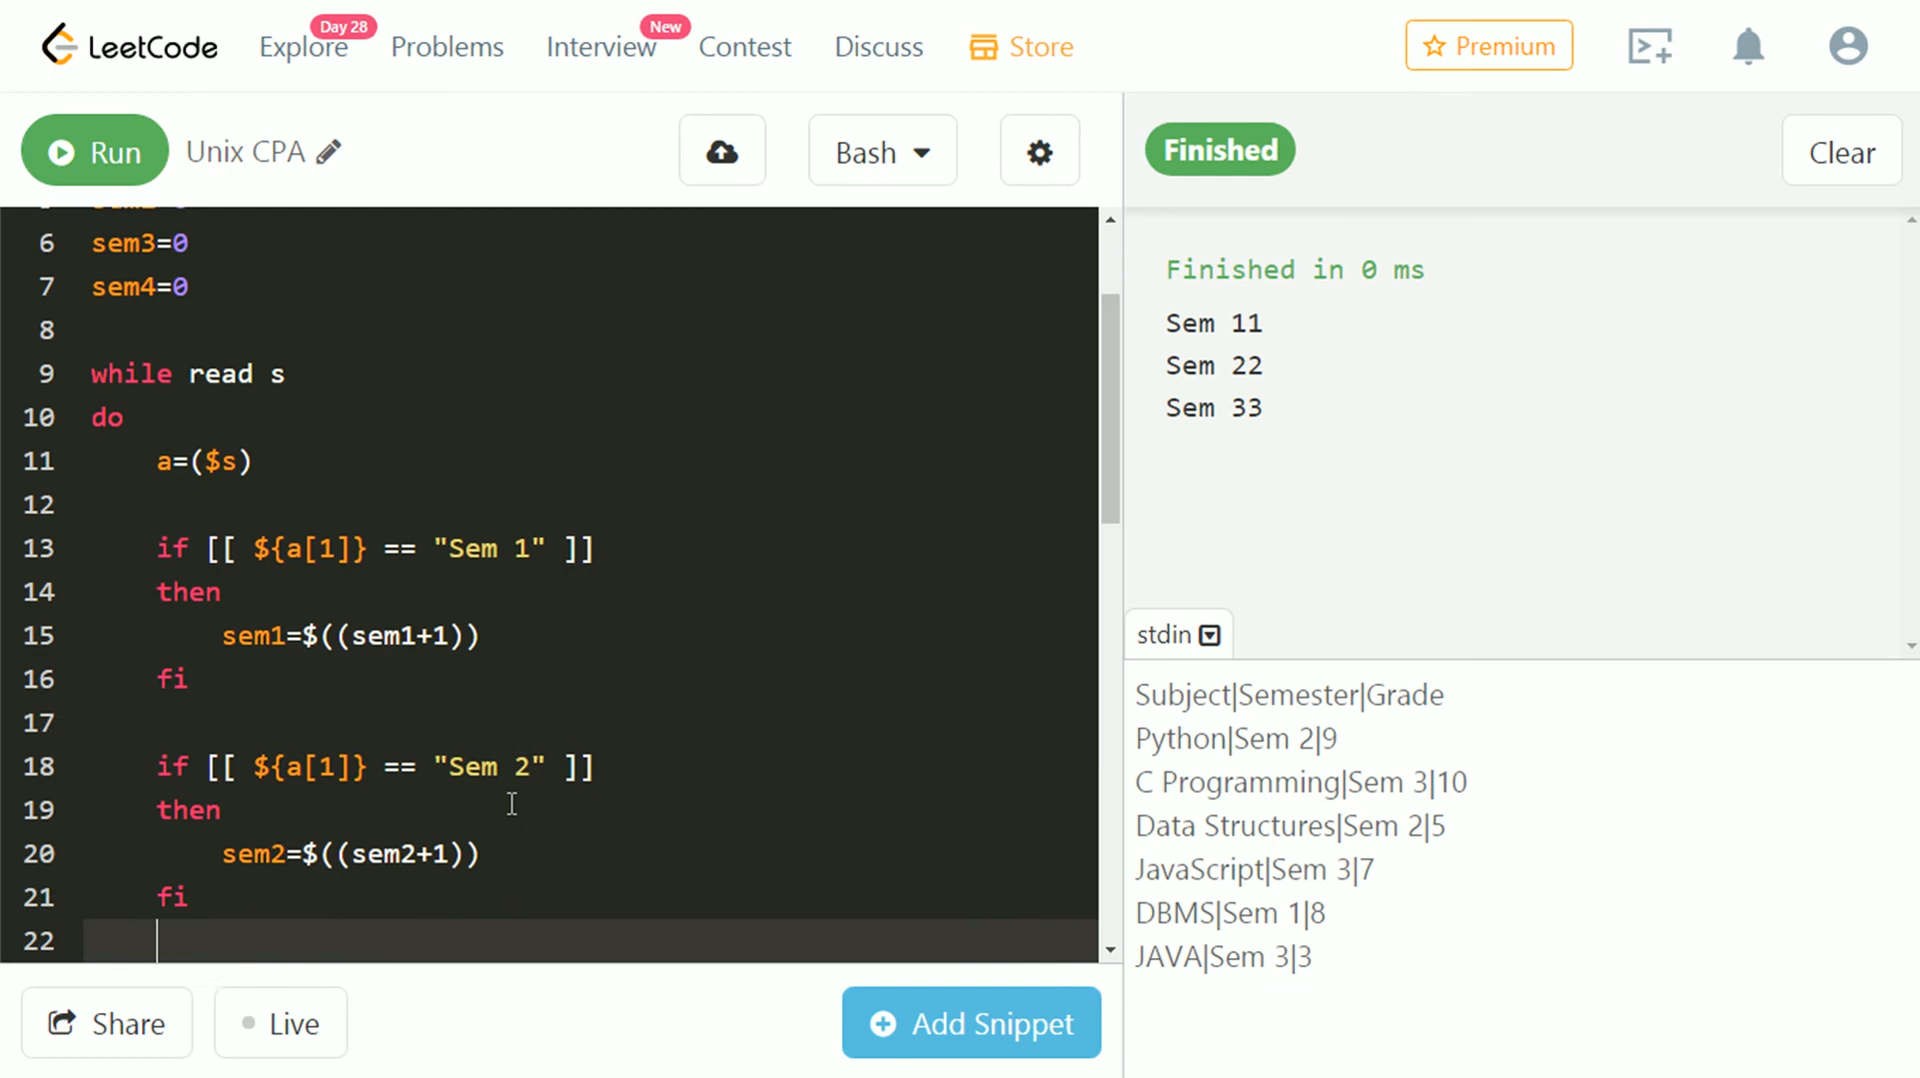 LeetCode Explore Day 28 Problems Interview New Contest Discuss Store Premium
Run Unix CPA Bash
6 sem3=0
7 sem4=0
8
9 while read s
10 do
11 a=($s)
12
13 if [[ ${a[1]} == "Sem 1" ]]
14 then
15 sem1=$((sem1+1))
16 fi
17
18 if [[ ${a[1]} == "Sem 2" ]]
19 then
20 sem2=$((sem2+1))
21 fi
22
Share Live Add Snippet
Finished Clear
Finished in 0 ms
Sem 11
Sem 22
Sem 33
stdin
Subject|Semester|Grade
Python|Sem 2|9
C Programming|Sem 3|10
Data Structures|Sem 2|5
JavaScript|Sem 3|7
DBMS|Sem 1|8
JAVA|Sem 3|3